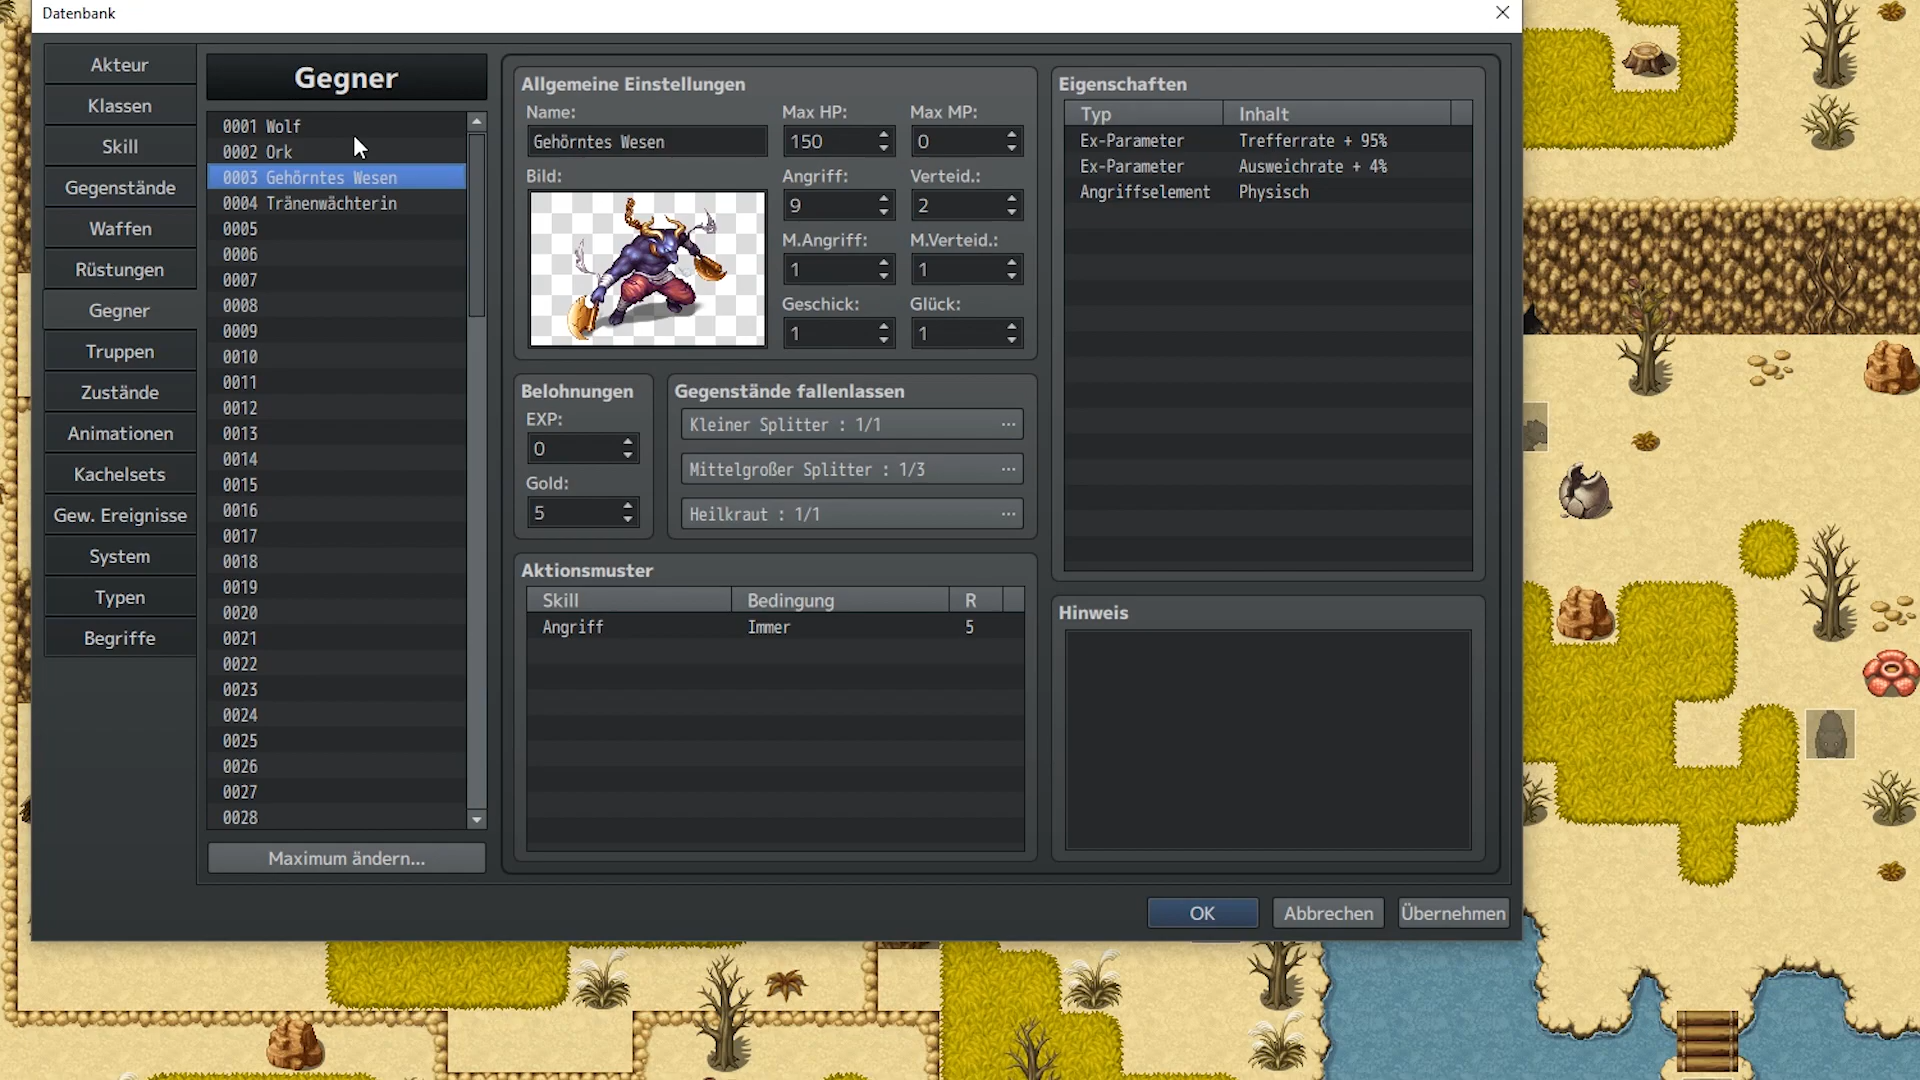 Datenbank
Akteur
Klassen
Skill
Gegenstände
Waffen
Rüstungen
Gegner
Truppen
Zustände
Animationen
Kachelsets
Gew. Ereignisse
System
Typen
Begriffe
Gegner
0001 Wolf
0002 Ork
0003 Gehörntes Wesen
0004 Tränenwächterin
0005
0006
0007
0008
0009
0010
0011
0012
0013
0014
0015
0016
0017
0018
0019
0020
0021
0022
0023
0024
0025
0026
0027
0028
Maximum ändern...
Allgemeine Einstellungen
Name:
Gehörntes Wesen
Bild:
Max HP:
150
Max MP:
0
Angriff:
9
Verteid.:
2
M.Angriff:
1
M.Verteid.:
1
Geschick:
1
Glück:
1
Belohnungen
EXP:
0
Gold:
5
Gegenstände fallenlassen
Kleiner Splitter : 1/1 ...
Mittelgroßer Splitter : 1/3 ...
Heilkraut : 1/1 ...
Aktionsmuster
Skill Bedingung R
Angriff Immer 5
Eigenschaften
Typ Inhalt
Ex-Parameter Trefferrate + 95%
Ex-Parameter Ausweichrate + 4%
Angriffselement Physisch
Hinweis
OK
Abbrechen
Übernehmen